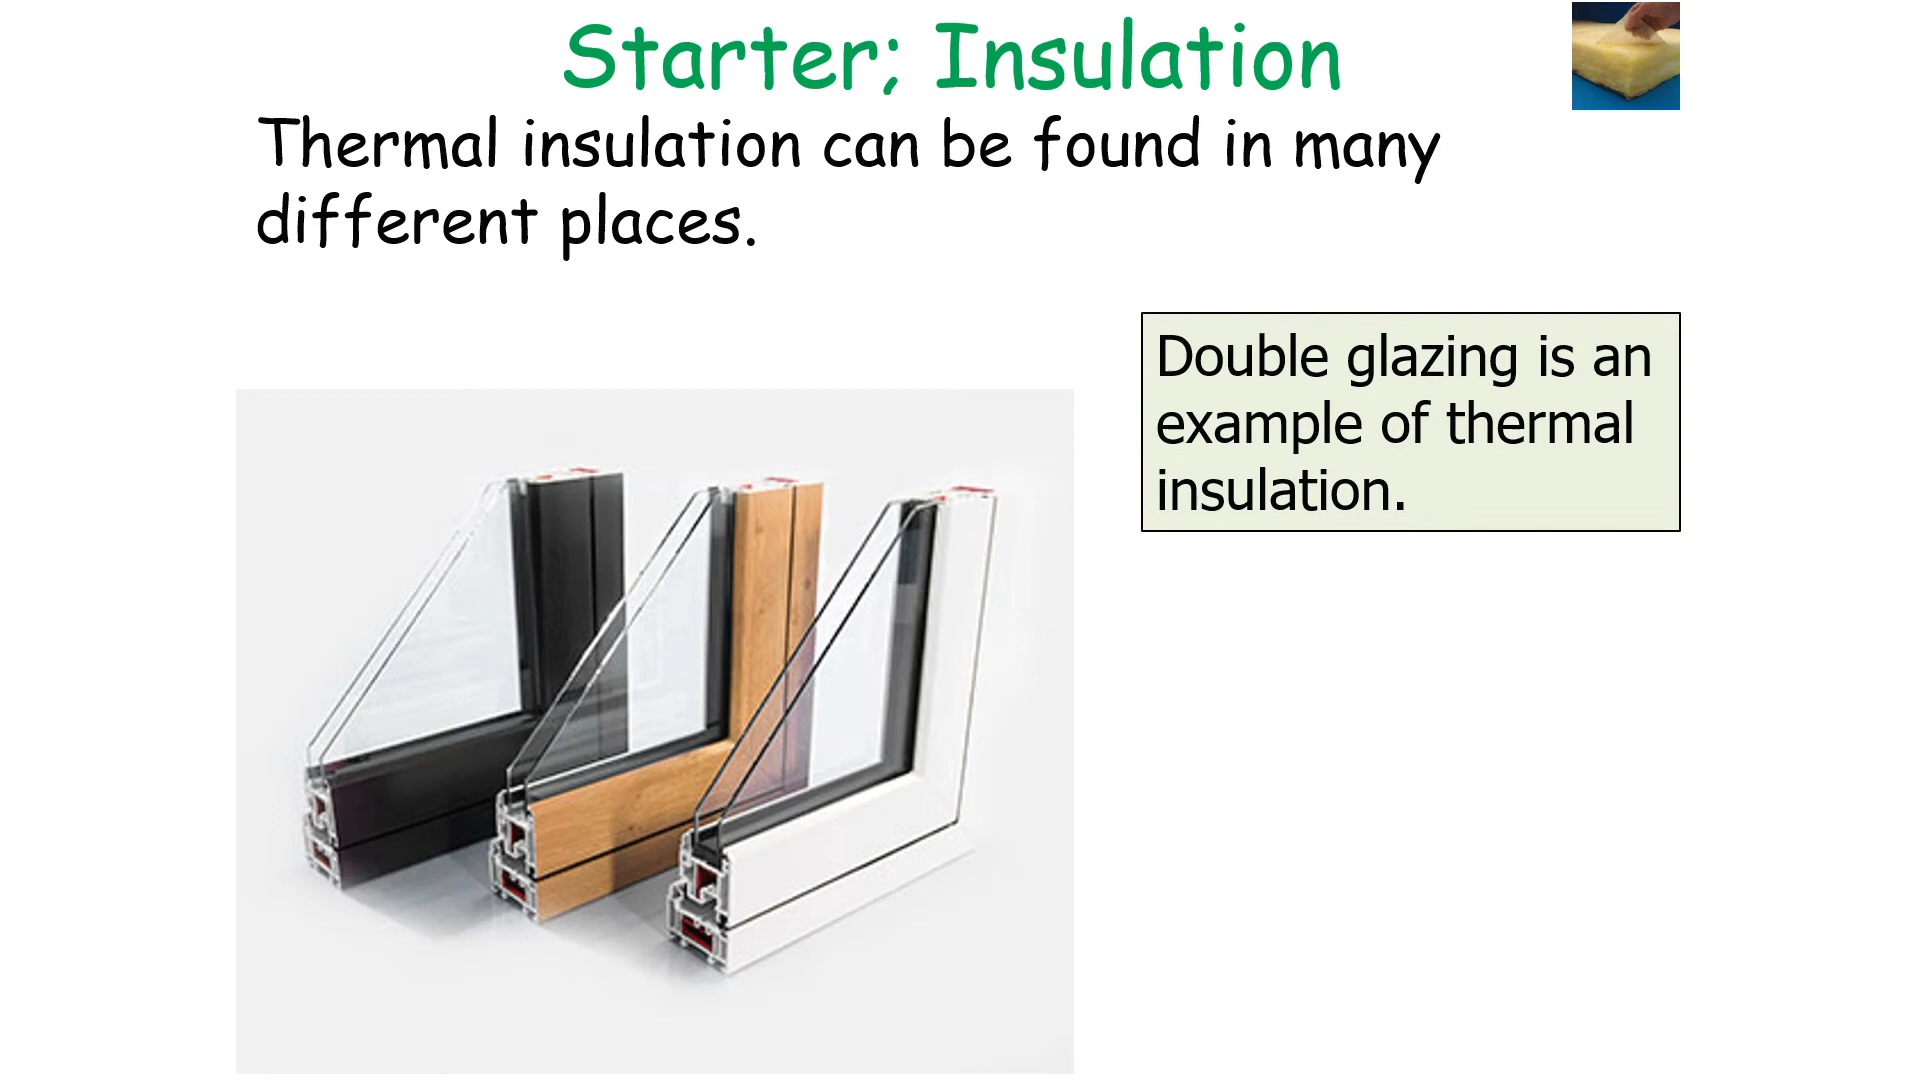 Starter; Insulation
Thermal insulation can be found in many
different places.
Double glazing is an
example of thermal
insulation.